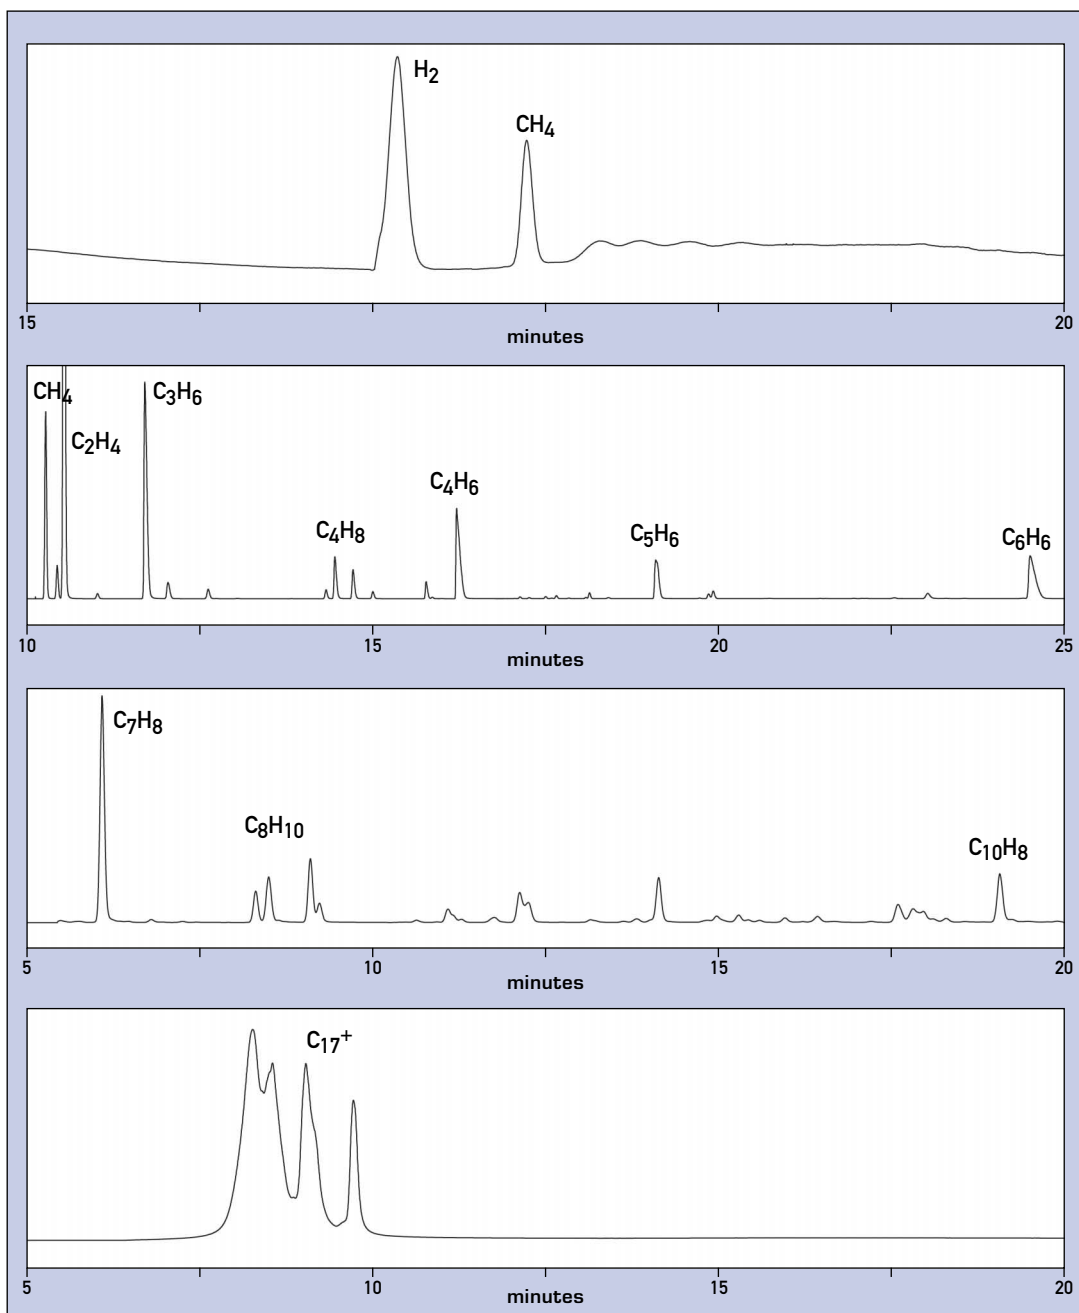 H₂
CH₄
15 20
minutes
CH₄
C₃H₆
C₂H₄
C₄H₆
C₄H₈
C₅H₆
C₆H₆
10 15 20 25
minutes
C₇H₈
C₈H₁₀
C₁₀H₈
5 10 15 20
minutes
C₁₇⁺
5 10 15 20
minutes